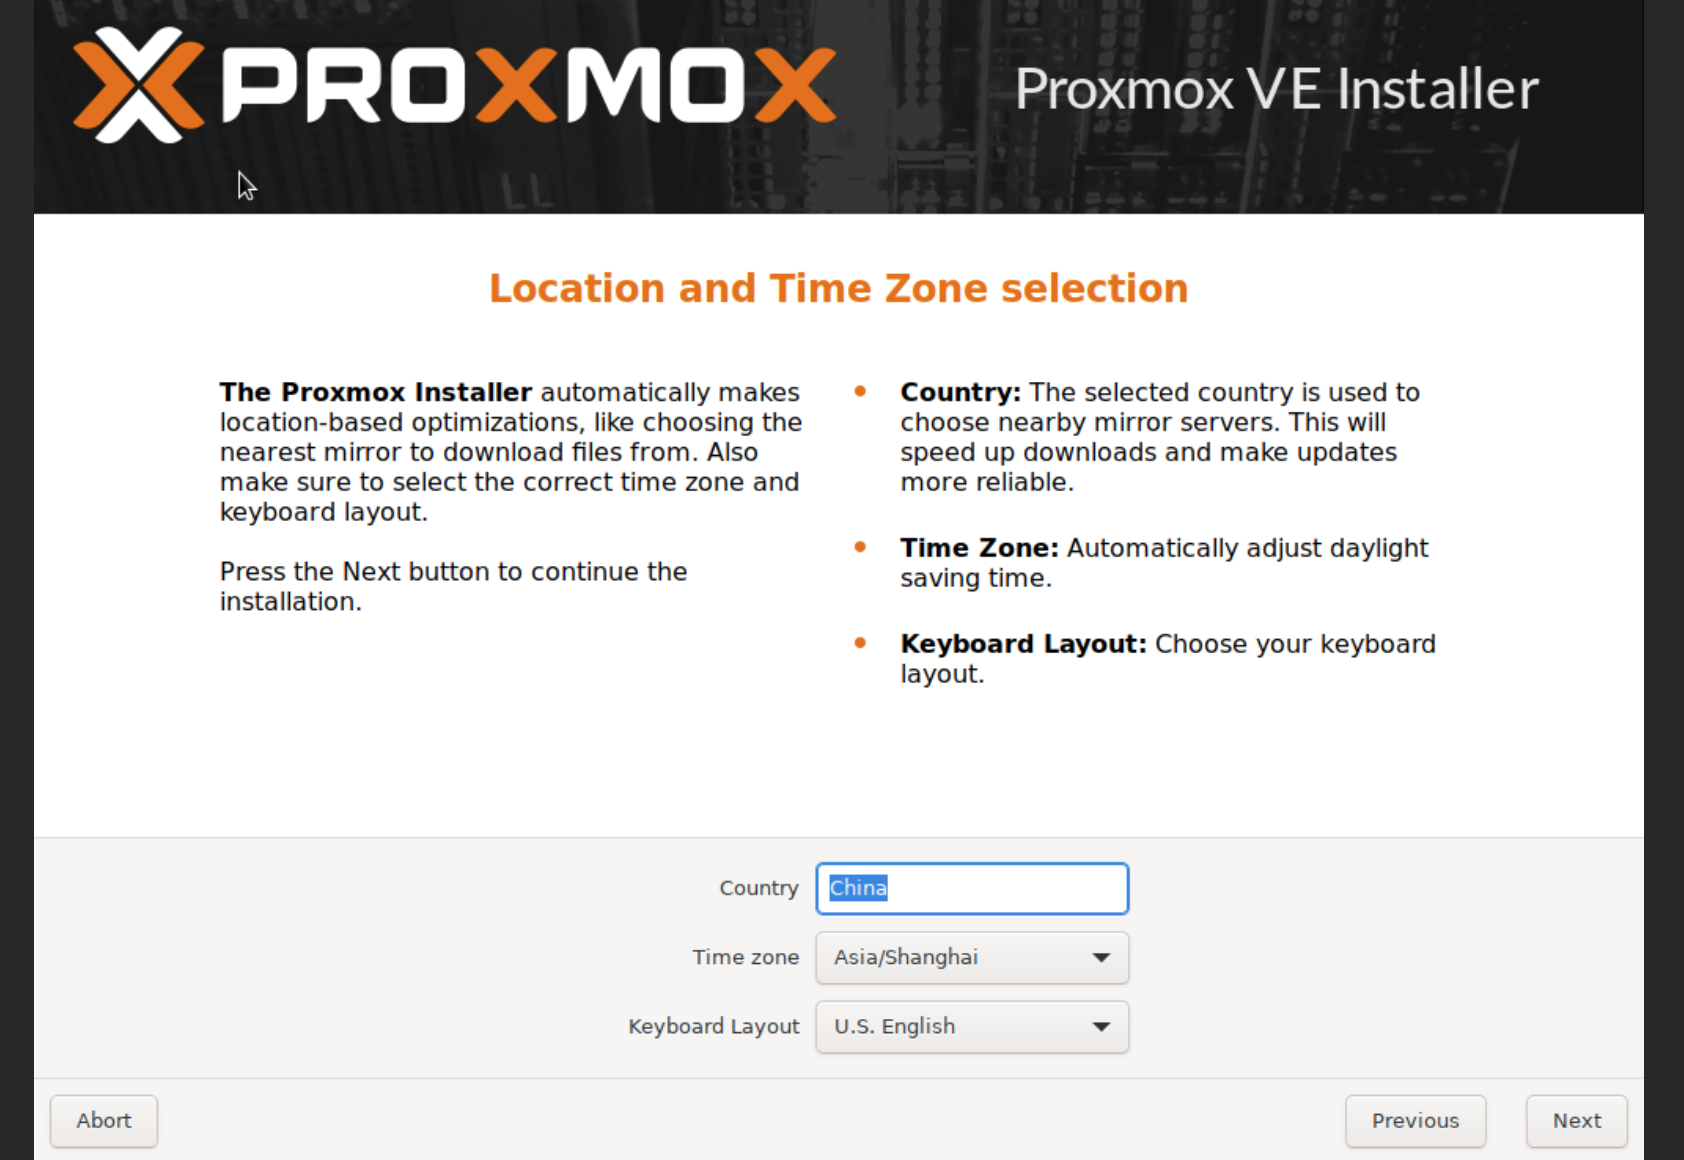 PROXMOX
Proxmox VE Installer
Location and Time Zone selection
The Proxmox Installer automatically makes
location-based optimizations, like choosing the
nearest mirror to download files from. Also
make sure to select the correct time zone and
keyboard layout.
Press the Next button to continue the
installation.
Country: The selected country is used to
choose nearby mirror servers. This will
speed up downloads and make updates
more reliable.
Time Zone: Automatically adjust daylight
saving time.
Keyboard Layout: Choose your keyboard
layout.
Country
China
Time zone
Asia/Shanghai
Keyboard Layout
U.S. English
Abort
Previous
Next